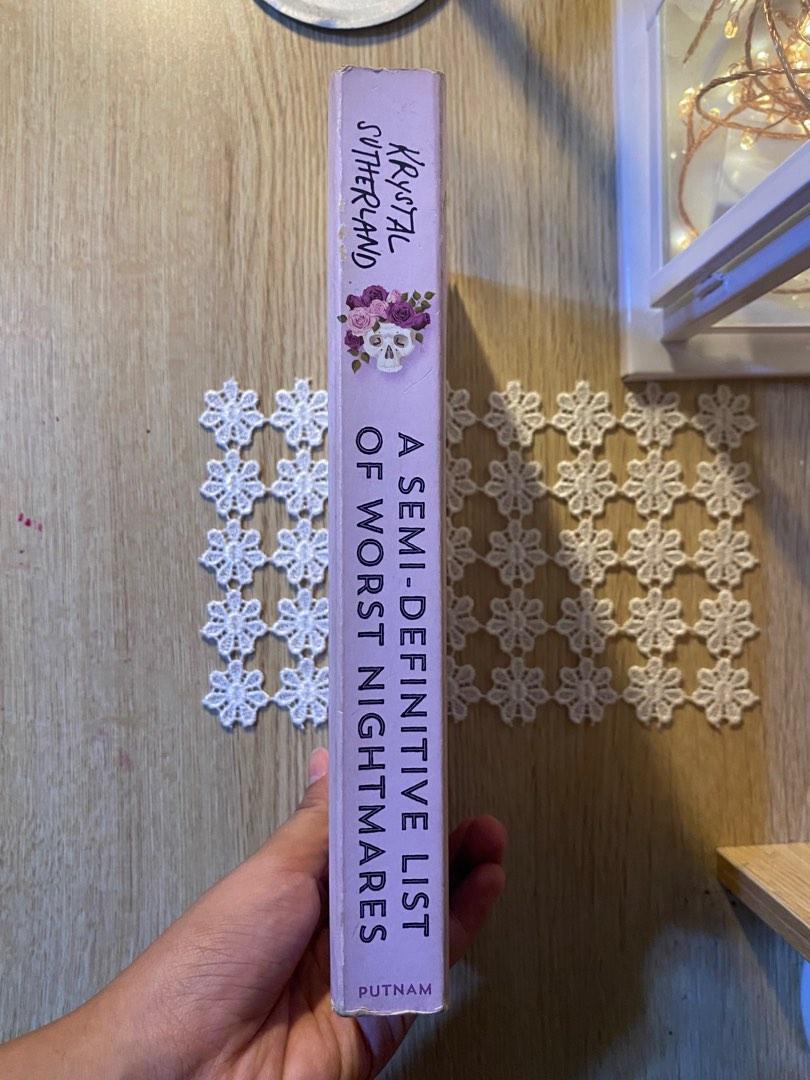 KRYSTAL
SUTHERLAND
A SEMI-DEFINITIVE LIST
OF WORST NIGHTMARES
PUTNAM